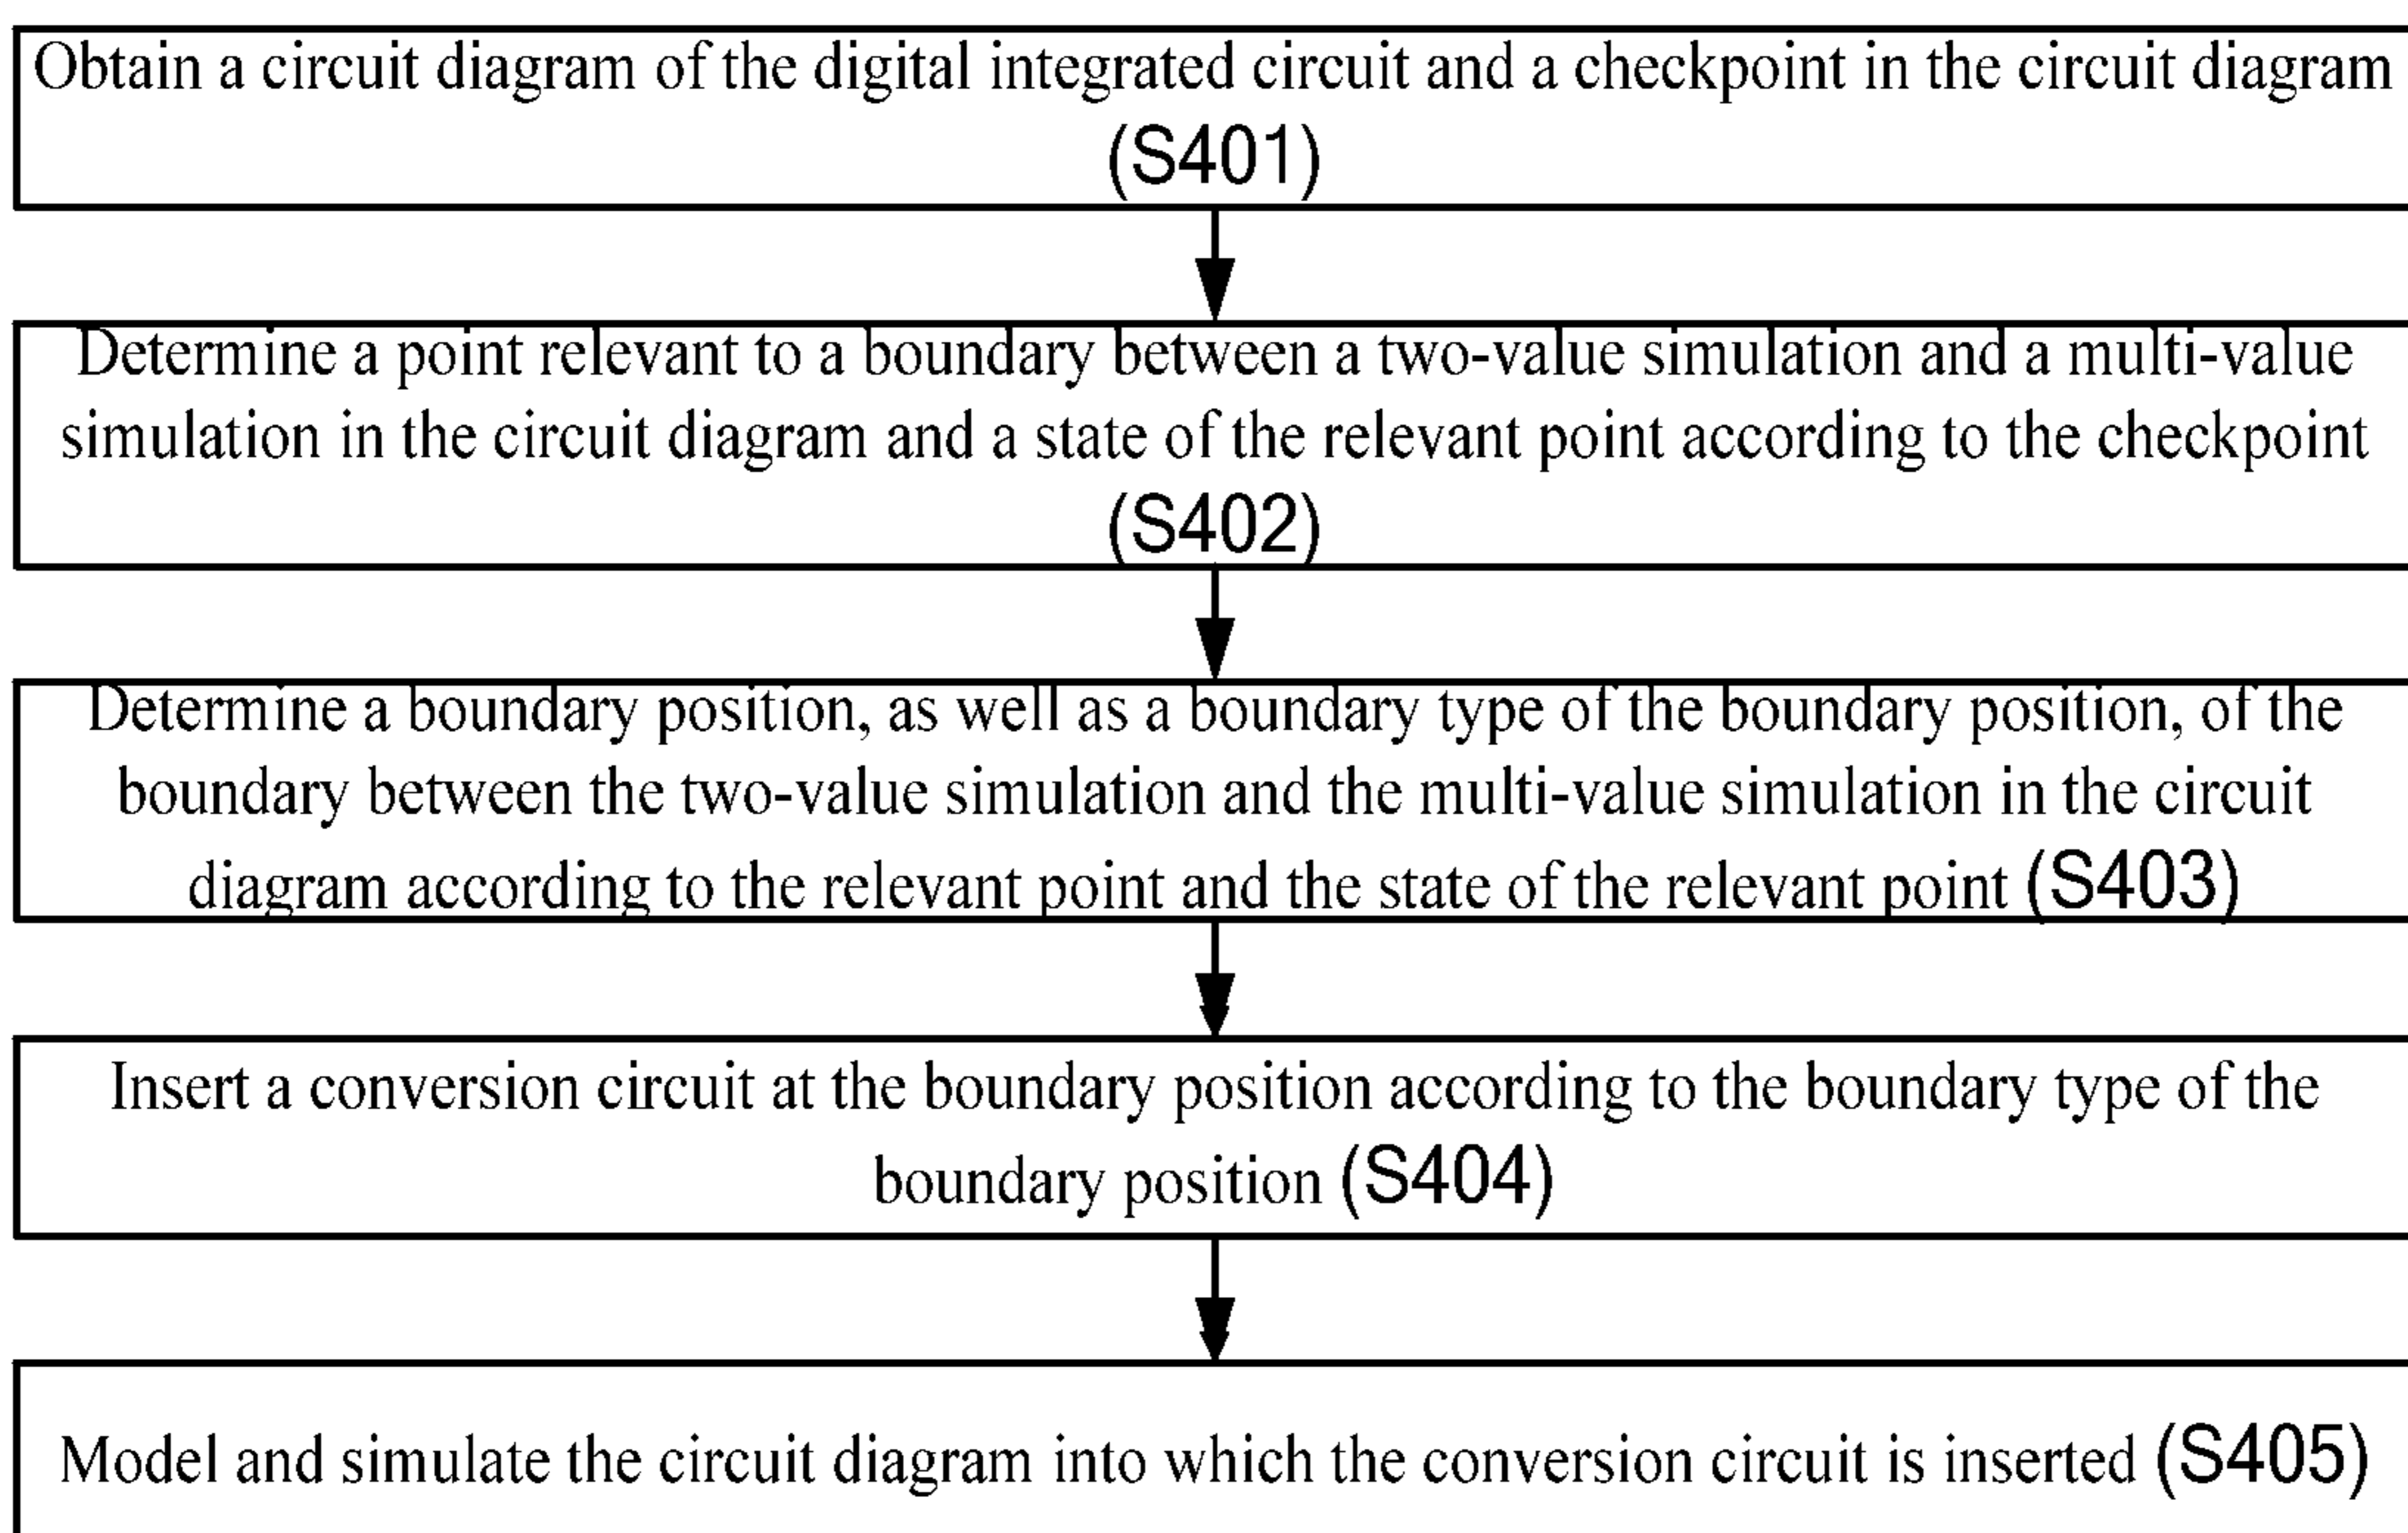 Obtain a circuit diagram of the digital integrated circuit and a checkpoint in the circuit diagram
(S401)
Determine a point relevant to a boundary between a two-value simulation and a multi-value
simulation in the circuit diagram and a state of the relevant point according to the checkpoint
(S402)
Determine a boundary position, as well as a boundary type of the boundary position, of the
boundary between the two-value simulation and the multi-value simulation in the circuit
diagram according to the relevant point and the state of the relevant point (S403)
Insert a conversion circuit at the boundary position according to the boundary type of the
boundary position (S404)
Model and simulate the circuit diagram into which the conversion circuit is inserted (S405)